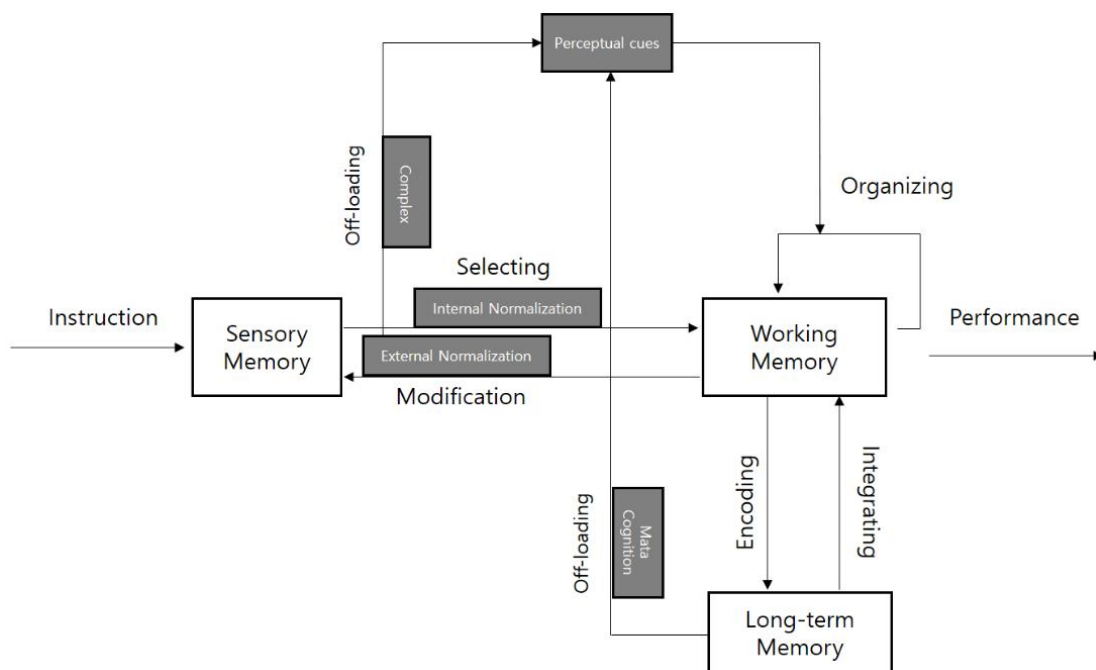 Perceptual cues
Off-loading
Complex
Organizing
Selecting
Internal Normalization
Instruction
Sensory
Memory
External Normalization
Modification
Working
Memory
Performance
Encoding
Integrating
Off-loading
Mata
Cognition
Long-term
Memory